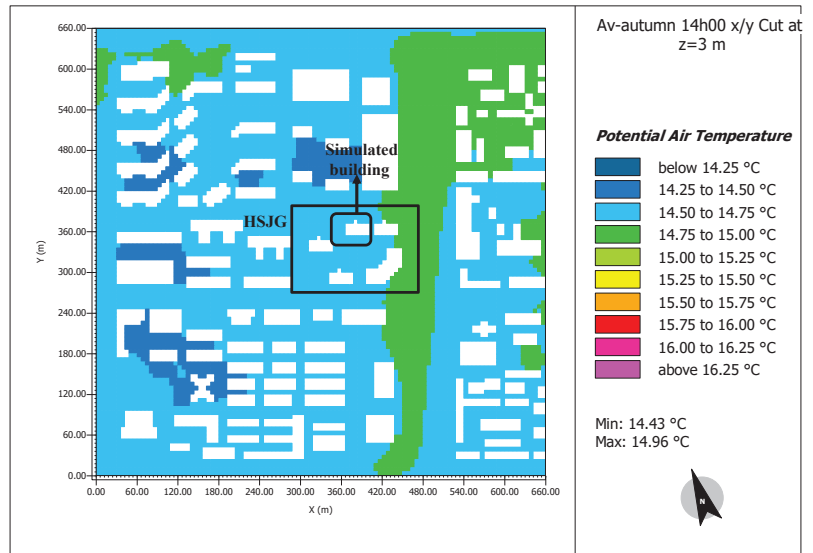 Av-autumn 14h00 x/y Cut at
z=3 m
660.00
600.00
540.00
480.00
420.00
360.00
300.00
240.00
180.00
120.00
60.00
0.00
Y (m)
0.00 60.00 120.00 180.00 240.00 300.00 360.00 420.00 480.00 540.00 600.00 660.00
X (m)
Simulated
building
HSJG
Potential Air Temperature
below 14.25 °C
14.25 to 14.50 °C
14.50 to 14.75 °C
14.75 to 15.00 °C
15.00 to 15.25 °C
15.25 to 15.50 °C
15.50 to 15.75 °C
15.75 to 16.00 °C
16.00 to 16.25 °C
above 16.25 °C
Min: 14.43 °C
Max: 14.96 °C
N